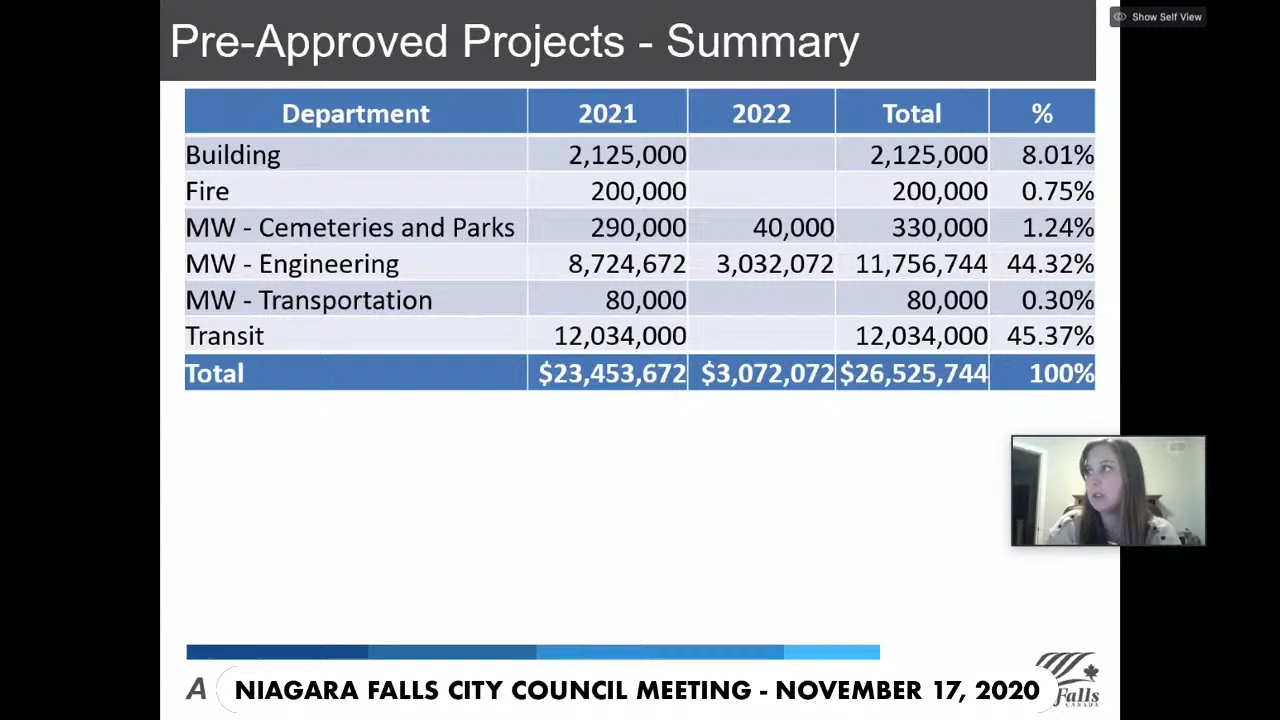 Show Self View
Pre-Approved Projects - Summary
Department 2021 2022 Total %
Building 2,125,000 2,125,000 8.01%
Fire 200,000 200,000 0.75%
MW - Cemeteries and Parks 290,000 40,000 330,000 1.24%
MW - Engineering 8,724,672 3,032,072 11,756,744 44.32%
MW - Transportation 80,000 80,000 0.30%
Transit 12,034,000 12,034,000 45.37%
Total $23,453,672 $3,072,072 $26,525,744 100%
A NIAGARA FALLS CITY COUNCIL MEETING - NOVEMBER 17, 2020
Falls
CANADA